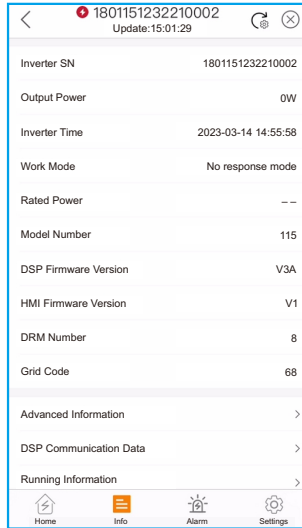 1801151232210002
Update:15:01:29
Inverter SN 1801151232210002
Output Power 0W
Inverter Time 2023-03-14 14:55:58
Work Mode No response mode
Rated Power – –
Model Number 115
DSP Firmware Version V3A
HMI Firmware Version V1
DRM Number 8
Grid Code 68
Advanced Information
DSP Communication Data
Running Information
Home Info Alarm Settings